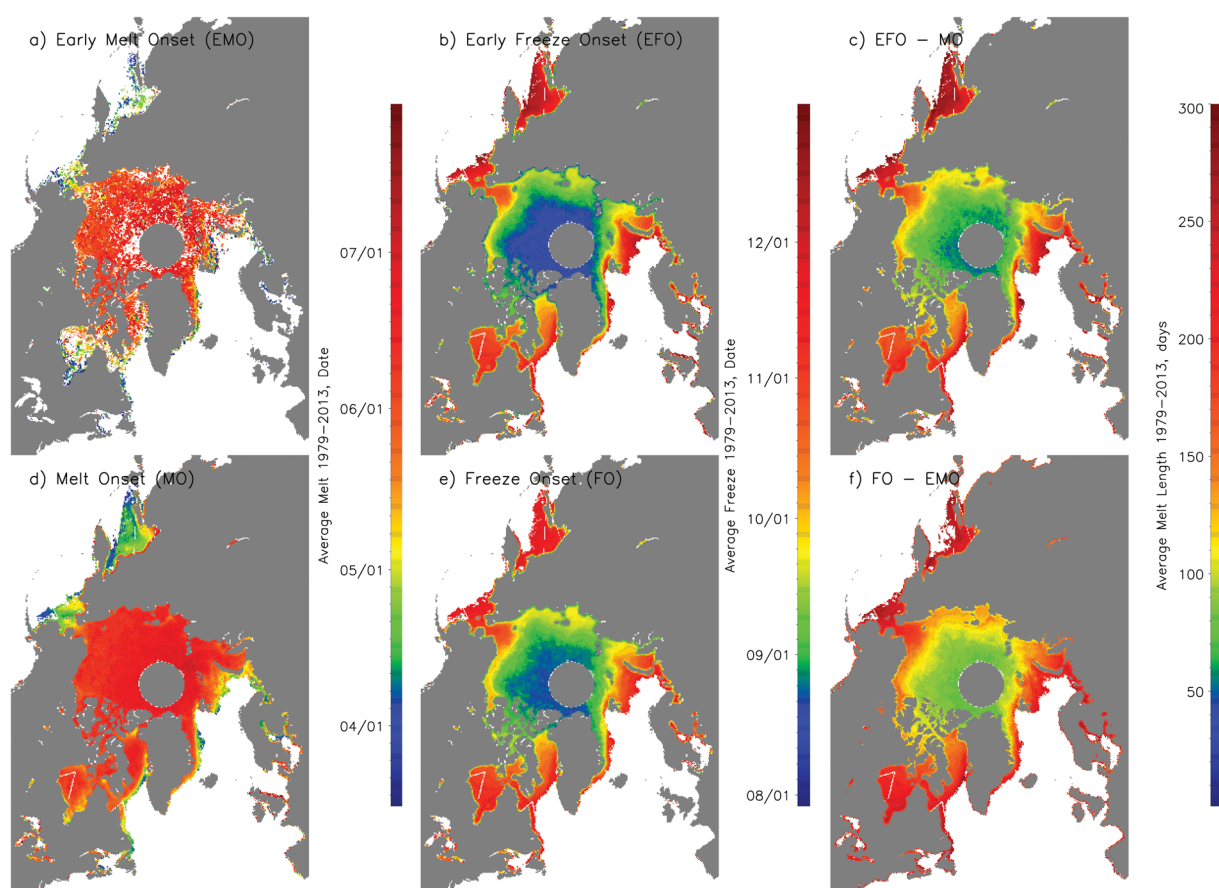 a) Early Melt Onset (EMO)
b) Early Freeze Onset (EFO)
c) EFO − MO
07/01
06/01
05/01
04/01
Average Melt 1979−2013, Date
12/01
11/01
10/01
09/01
08/01
Average Freeze 1979−2013, Date
300
250
200
150
100
50
Average Melt Length 1979−2013, days
d) Melt Onset (MO)
e) Freeze Onset (FO)
f) FO − EMO